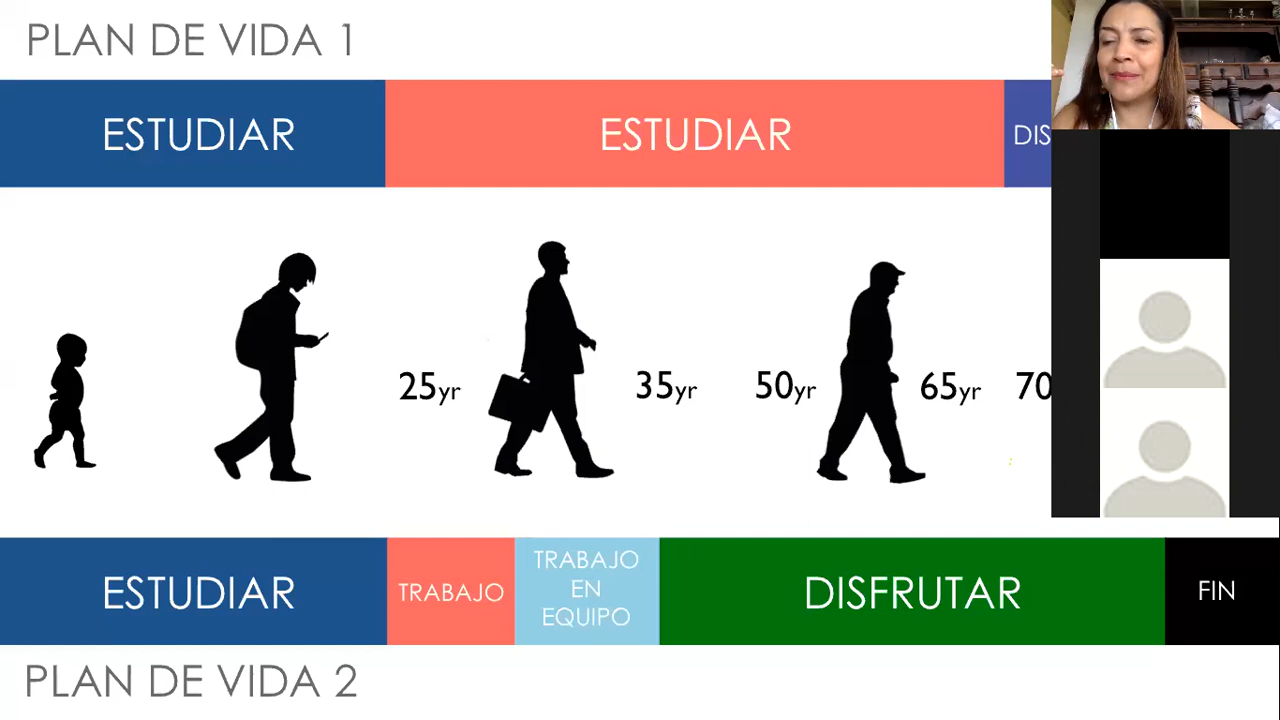 PLAN DE VIDA 1
ESTUDIAR
ESTUDIAR
DIS
25yr
35yr
50yr
65yr
70
ESTUDIAR
TRABAJO
TRABAJO
EN
EQUIPO
DISFRUTAR
FIN
PLAN DE VIDA 2